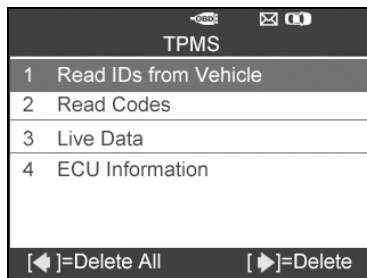 OBD
TPMS
1 Read IDs from Vehicle
2 Read Codes
3 Live Data
4 ECU Information
[ ]=Delete All [ ]=Delete